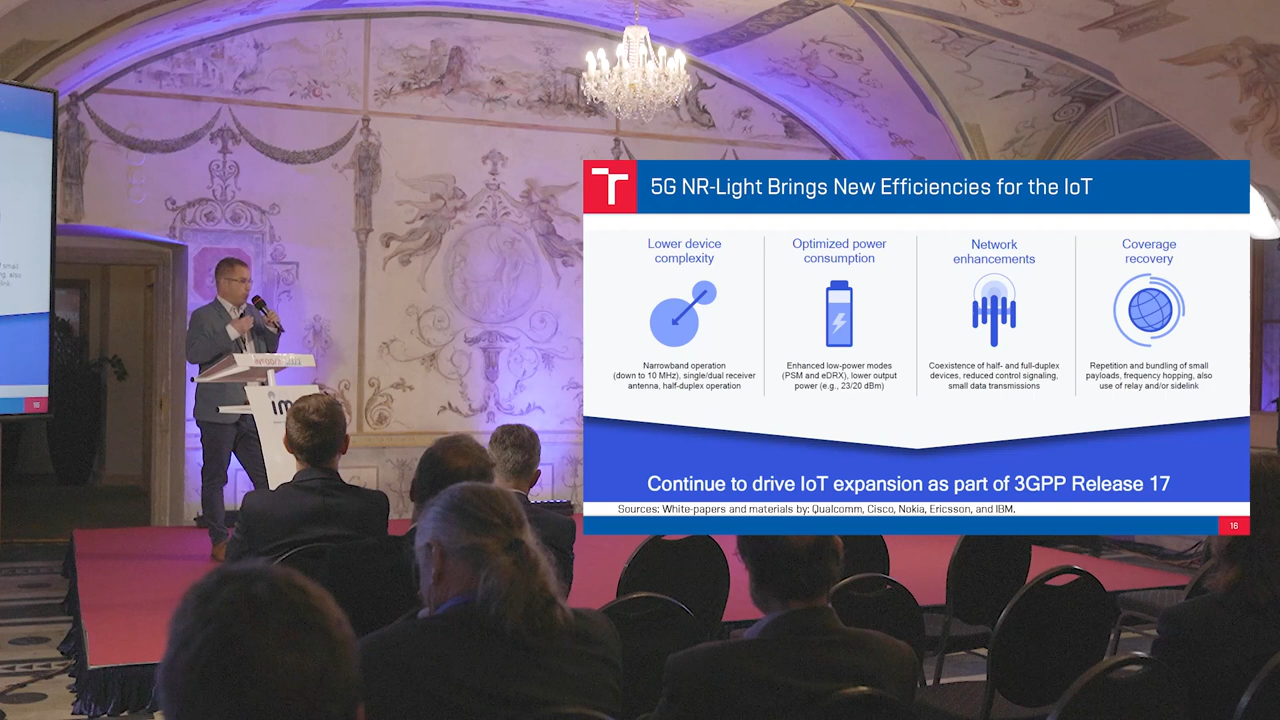 5G NR-Light Brings New Efficiencies for the IoT
Lower device
complexity
Narrowband operation
(down to 10 MHz), single/dual receiver
antenna, half-duplex operation
Optimized power
consumption
Enhanced low-power modes
(PSM and eDRX), lower output
power (e.g., 23/20 dBm)
Network
enhancements
Coexistence of half- and full-duplex
devices, reduced control signaling,
small data transmissions
Coverage
recovery
Repetition and bundling of small
payloads, frequency hopping, also
use of relay and/or sidelink
Continue to drive IoT expansion as part of 3GPP Release 17
Sources: White-papers and materials by: Qualcomm, Cisco, Nokia, Ericsson, and IBM.
16